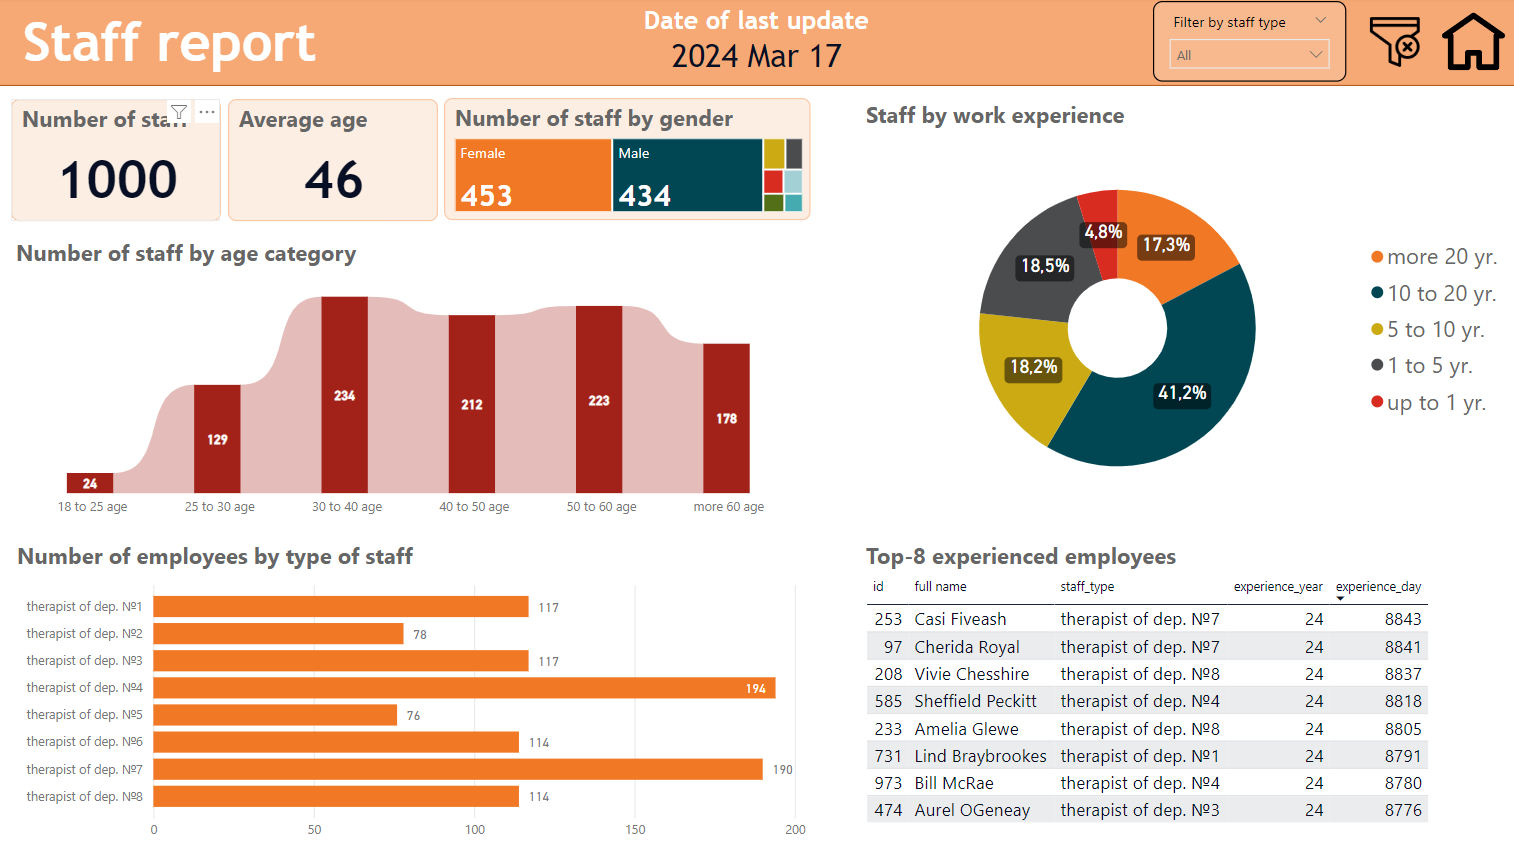 Staff report
Date of last update
2024 Mar 17
Filter by staff type
All
Number of staff
1000
Average age
46
Number of staff by gender
Female
453
Male
434
Number of staff by age category
24
129
234
212
223
178
18 to 25 age
25 to 30 age
30 to 40 age
40 to 50 age
50 to 60 age
more 60 age
Staff by work experience
4,8%
17,3%
18,5%
18,2%
41,2%
more 20 yr.
10 to 20 yr.
5 to 10 yr.
1 to 5 yr.
up to 1 yr.
Number of employees by type of staff
therapist of dep. №1 117
therapist of dep. №2 78
therapist of dep. №3 117
therapist of dep. №4 194
therapist of dep. №5 76
therapist of dep. №6 114
therapist of dep. №7 190
therapist of dep. №8 114
0 50 100 150 200
Top-8 experienced employees
id full name staff_type experience_year experience_day
253 Casi Fiveash therapist of dep. №7 24 8843
97 Cherida Royal therapist of dep. №7 24 8841
208 Vivie Chesshire therapist of dep. №8 24 8837
585 Sheffield Peckitt therapist of dep. №4 24 8818
233 Amelia Glewe therapist of dep. №8 24 8805
731 Lind Braybrookes therapist of dep. №1 24 8791
973 Bill McRae therapist of dep. №4 24 8780
474 Aurel OGeneay therapist of dep. №3 24 8776